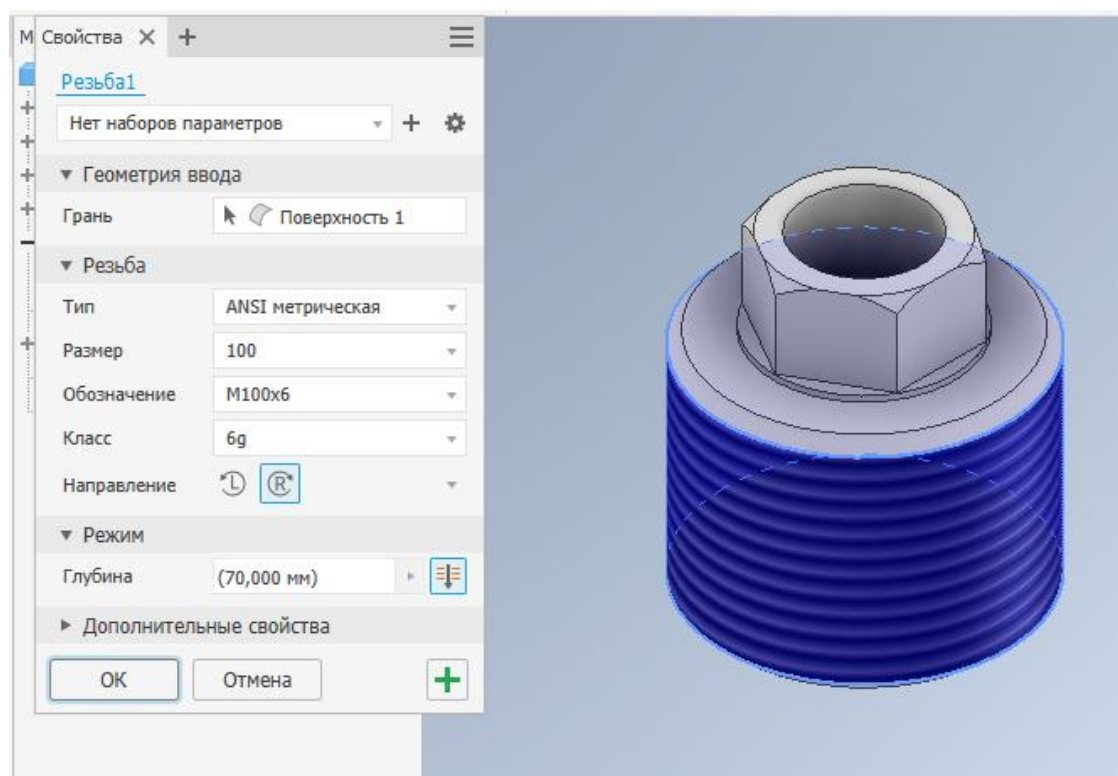 М Свойства
Резьба1
Нет наборов параметров
Геометрия ввода
Грань Поверхность 1
Резьба
Тип ANSI метрическая
Размер 100
Обозначение M100x6
Класс 6g
Направление L R
Режим
Глубина (70,000 мм)
Дополнительные свойства
ОК Отмена